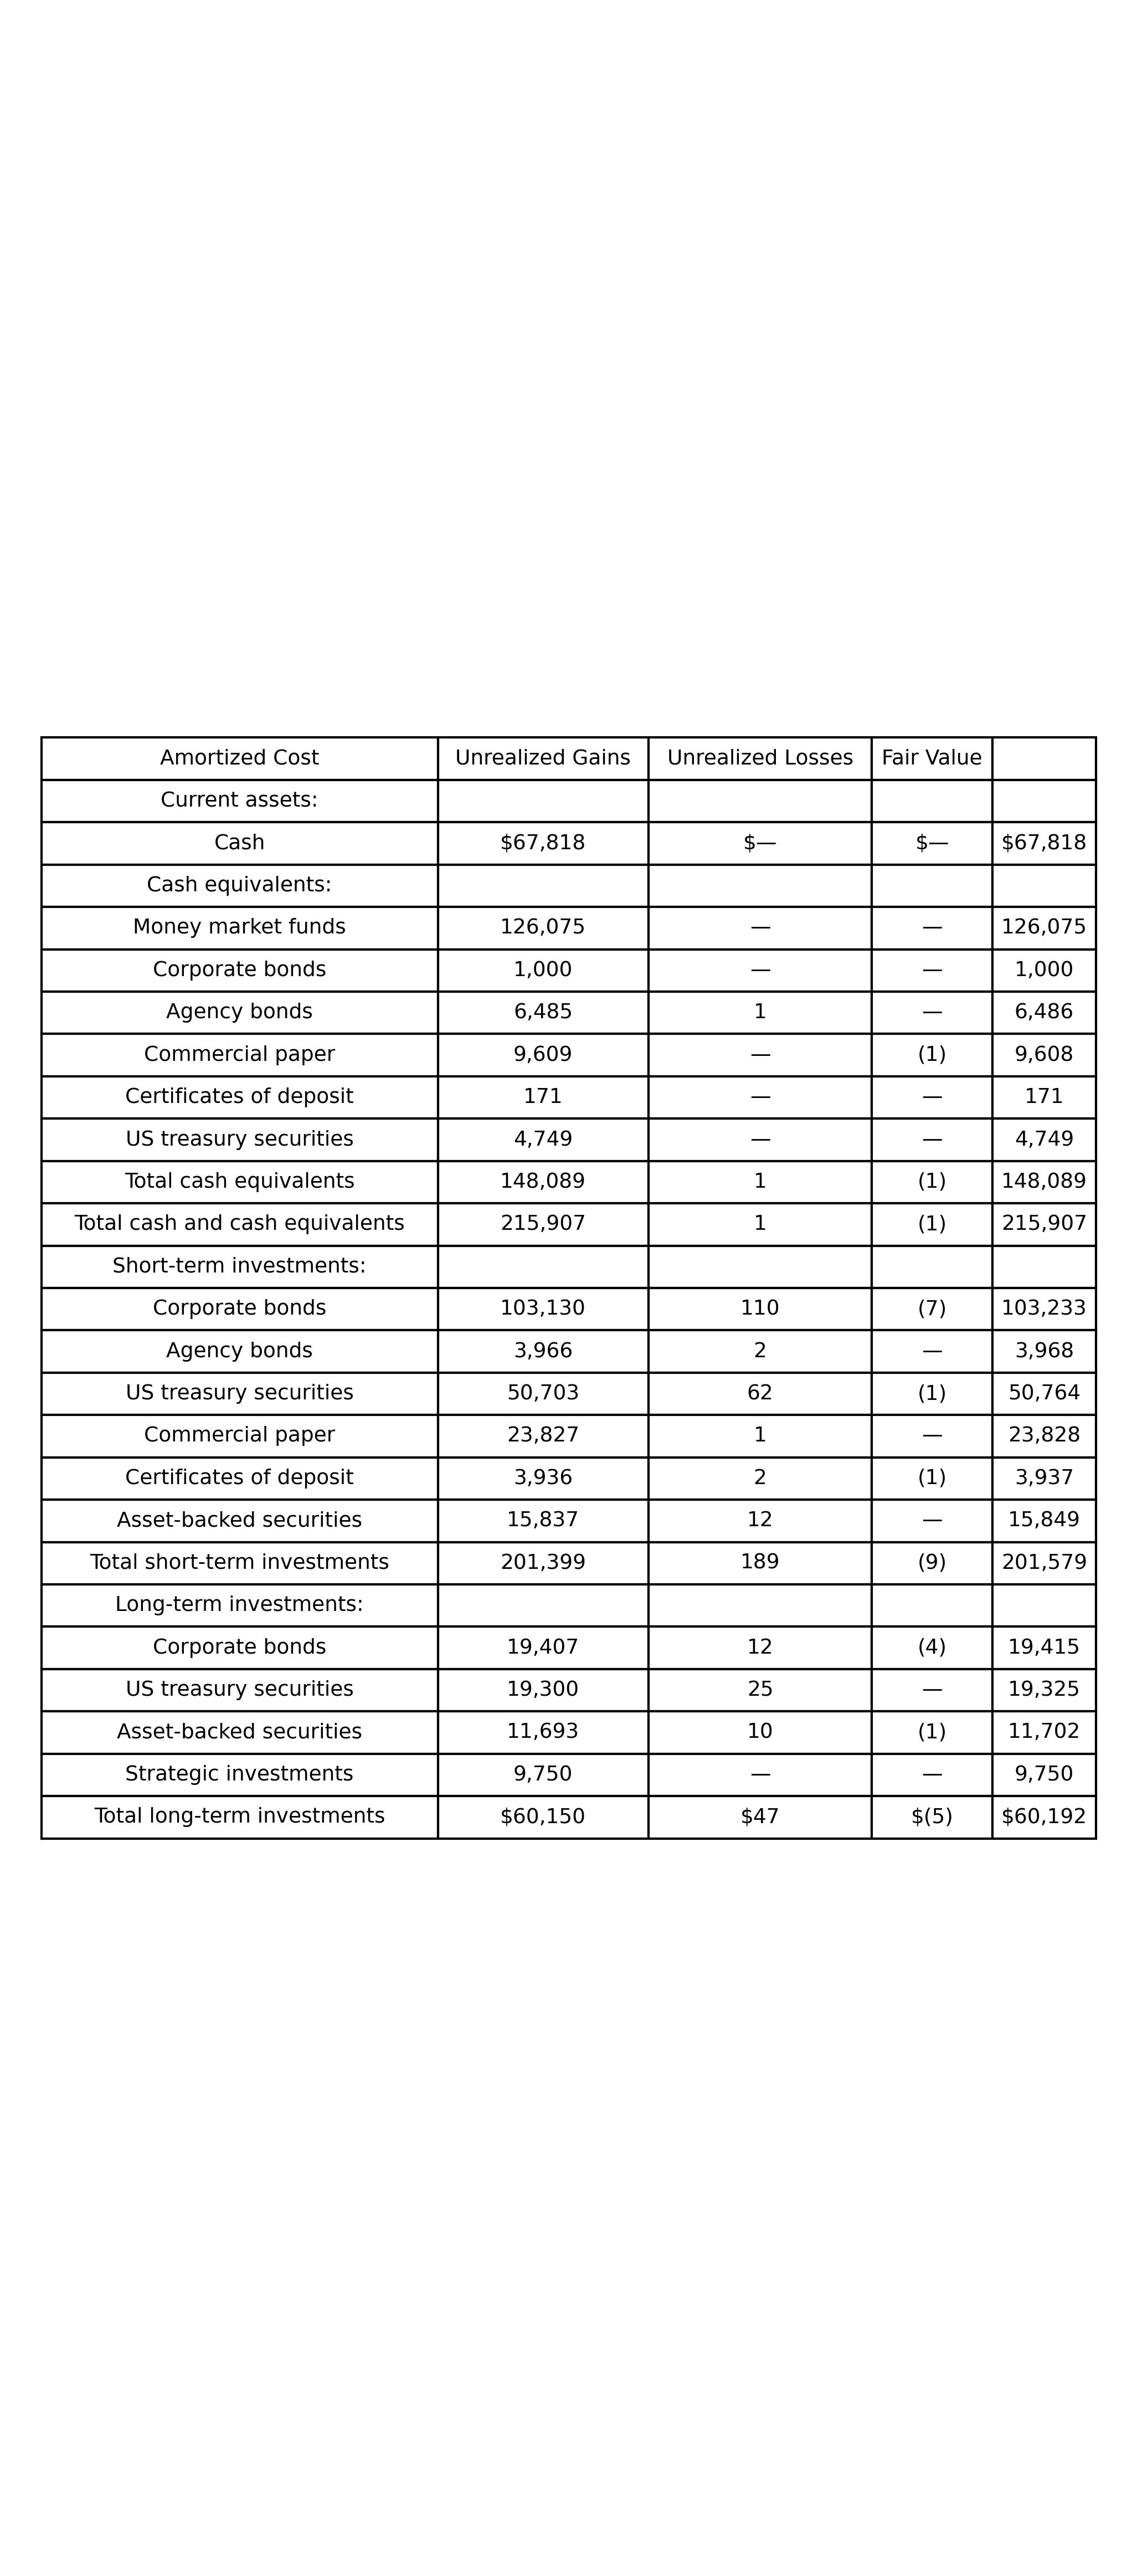 Amortized Cost Unrealized Gains Unrealized Losses Fair Value
Current assets:
Cash $67,818 $— $— $67,818
Cash equivalents:
Money market funds 126,075 — — 126,075
Corporate bonds 1,000 — — 1,000
Agency bonds 6,485 1 — 6,486
Commercial paper 9,609 — (1) 9,608
Certificates of deposit 171 — — 171
US treasury securities 4,749 — — 4,749
Total cash equivalents 148,089 1 (1) 148,089
Total cash and cash equivalents 215,907 1 (1) 215,907
Short-term investments:
Corporate bonds 103,130 110 (7) 103,233
Agency bonds 3,966 2 — 3,968
US treasury securities 50,703 62 (1) 50,764
Commercial paper 23,827 1 — 23,828
Certificates of deposit 3,936 2 (1) 3,937
Asset-backed securities 15,837 12 — 15,849
Total short-term investments 201,399 189 (9) 201,579
Long-term investments:
Corporate bonds 19,407 12 (4) 19,415
US treasury securities 19,300 25 — 19,325
Asset-backed securities 11,693 10 (1) 11,702
Strategic investments 9,750 — — 9,750
Total long-term investments $60,150 $47 $(5) $60,192